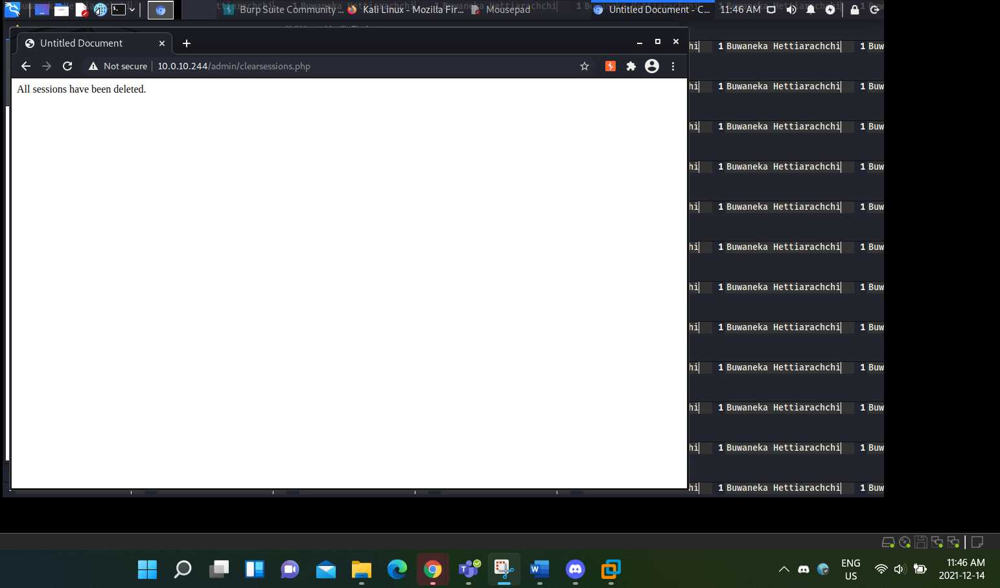 Burp Suite Community ... Kali Linux - Mozilla Fir... Mousepad Untitled Document - C... 11:46 AM
Untitled Document
Not secure 10.0.10.244/admin/clearsessions.php
All sessions have been deleted.
hi 1 Buwaneka Hettiarachchi 1 Buw
hi 1 Buwaneka Hettiarachchi 1 Buw
hi 1 Buwaneka Hettiarachchi 1 Buw
hi 1 Buwaneka Hettiarachchi 1 Buw
hi 1 Buwaneka Hettiarachchi 1 Buw
hi 1 Buwaneka Hettiarachchi 1 Buw
hi 1 Buwaneka Hettiarachchi 1 Buw
hi 1 Buwaneka Hettiarachchi 1 Buw
hi 1 Buwaneka Hettiarachchi 1 Buw
hi 1 Buwaneka Hettiarachchi 1 Buw
hi 1 Buwaneka Hettiarachchi 1 Buw
hi 1 Buwaneka Hettiarachchi 1 Buw
ENG
US
11:46 AM
2021-12-14